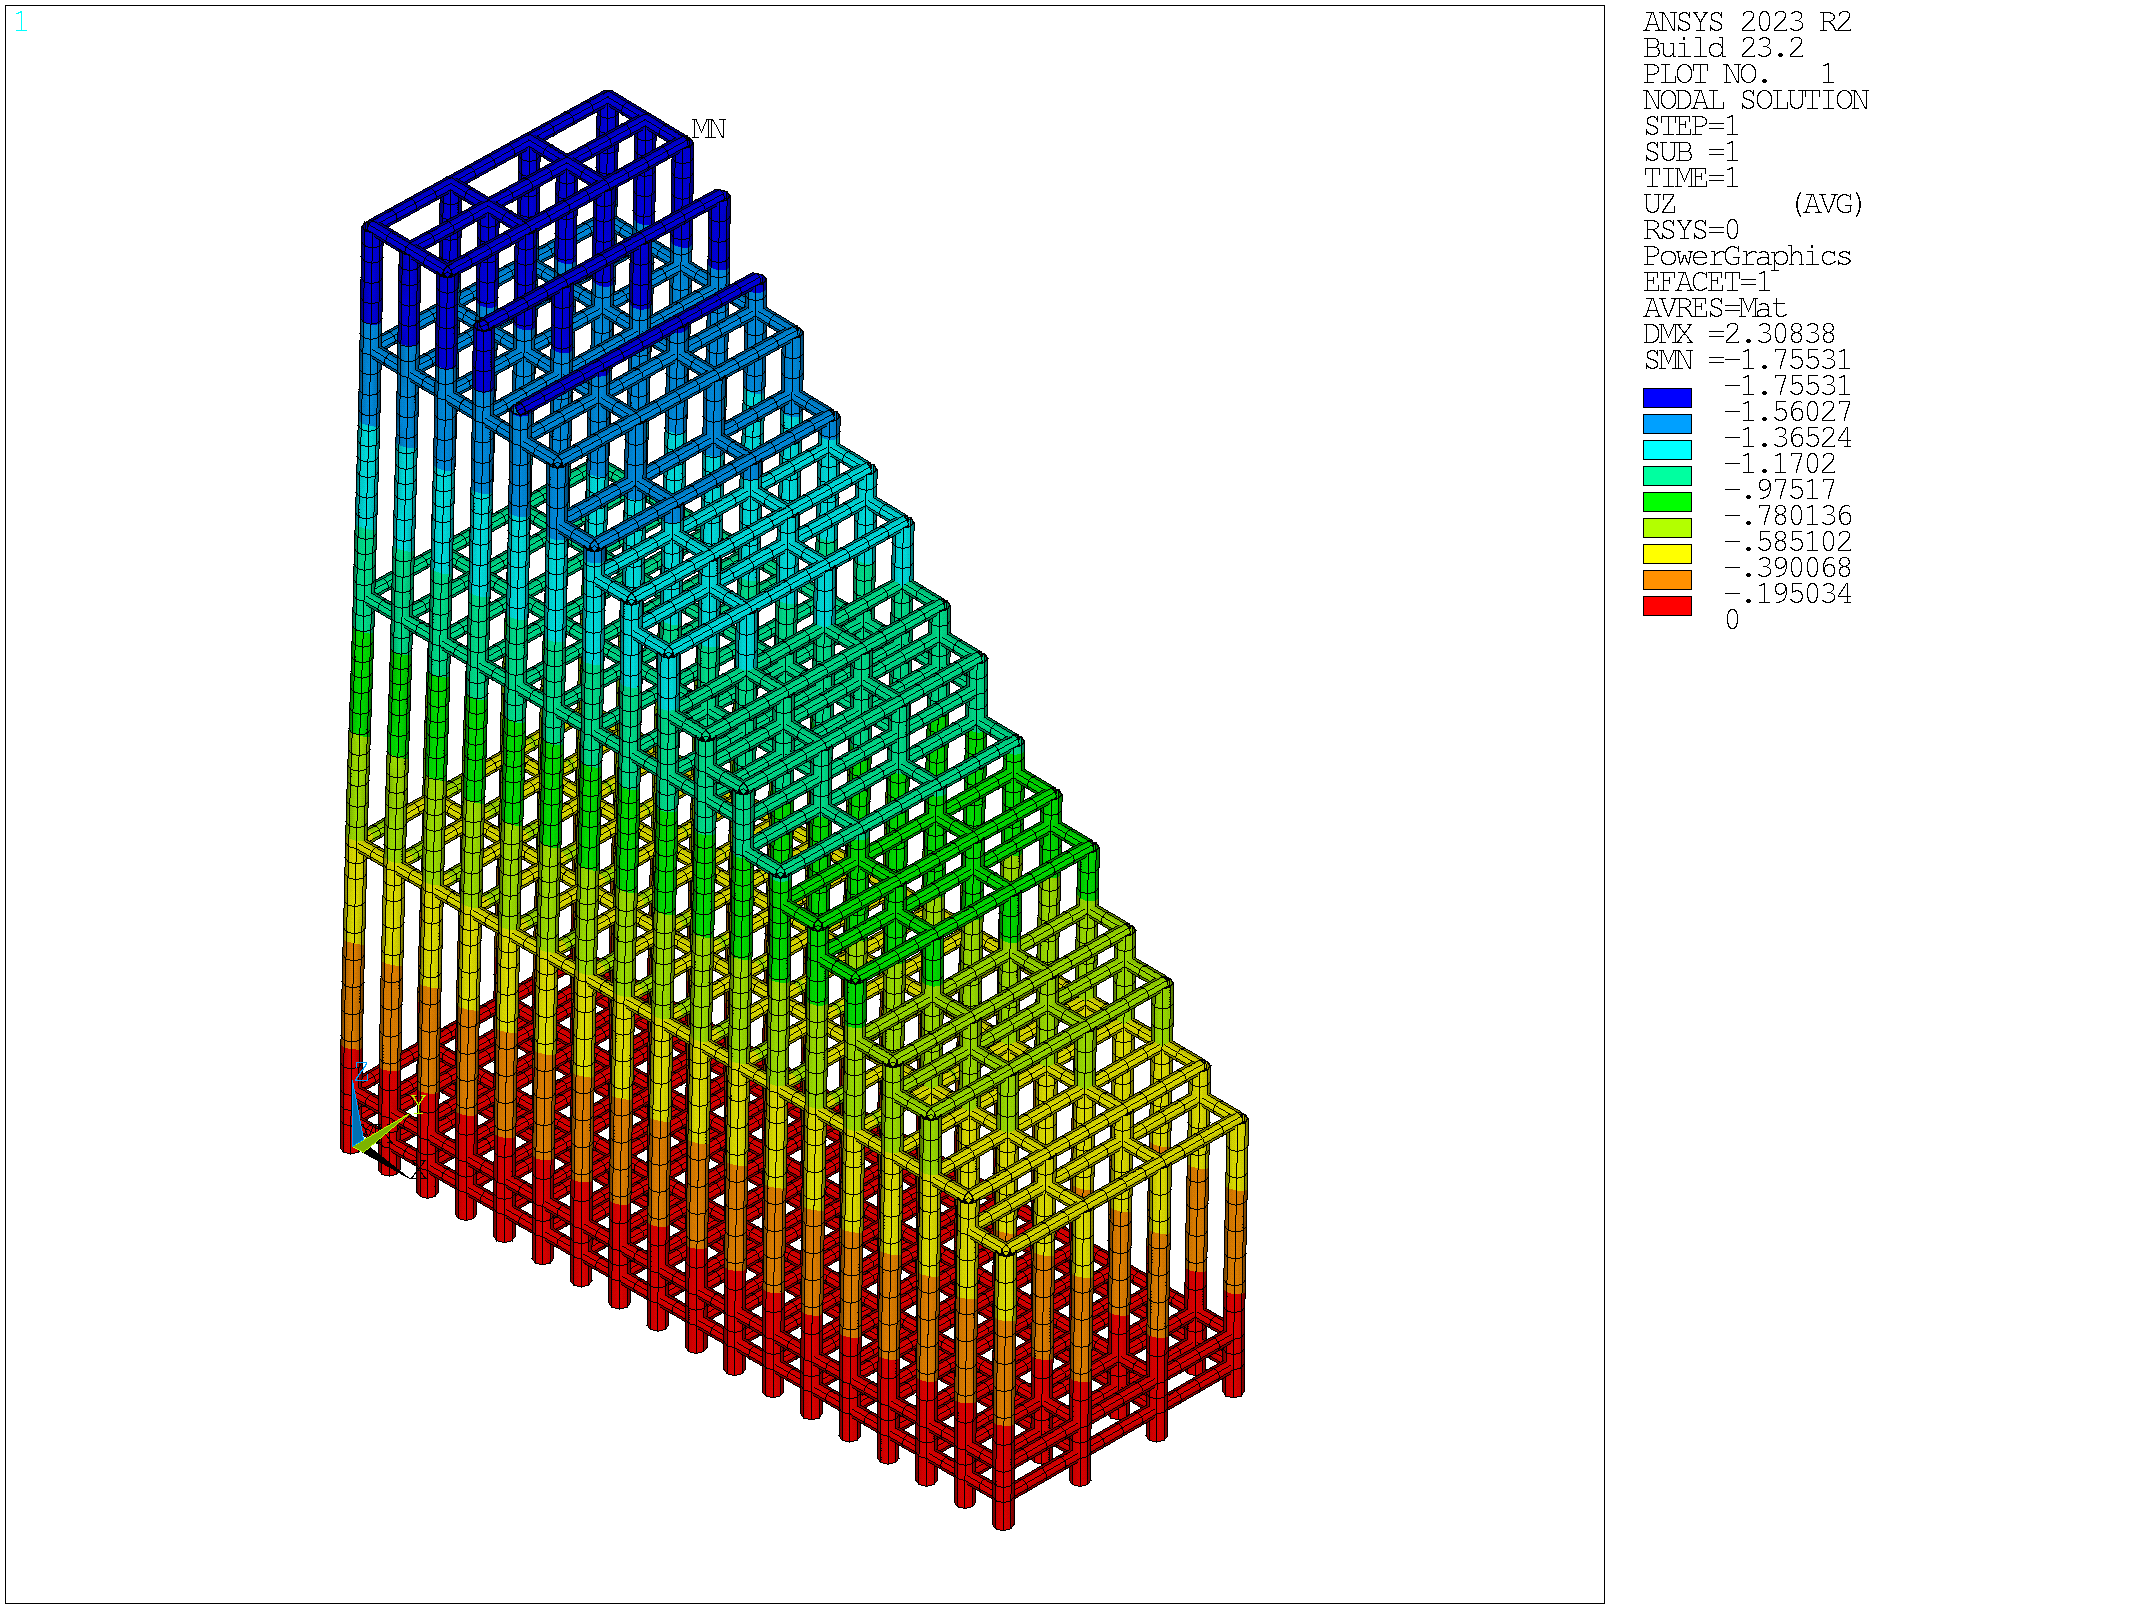 1
MN
Z
Y
X
ANSYS 2023 R2
Build 23.2
PLOT NO.   1
NODAL SOLUTION
STEP=1
SUB =1
TIME=1
UZ       (AVG)
RSYS=0
PowerGraphics
EFACET=1
AVRES=Mat
DMX =2.30838
SMN =-1.75531
-1.75531
-1.56027
-1.36524
-1.1702
-.97517
-.780136
-.585102
-.390068
-.195034
0